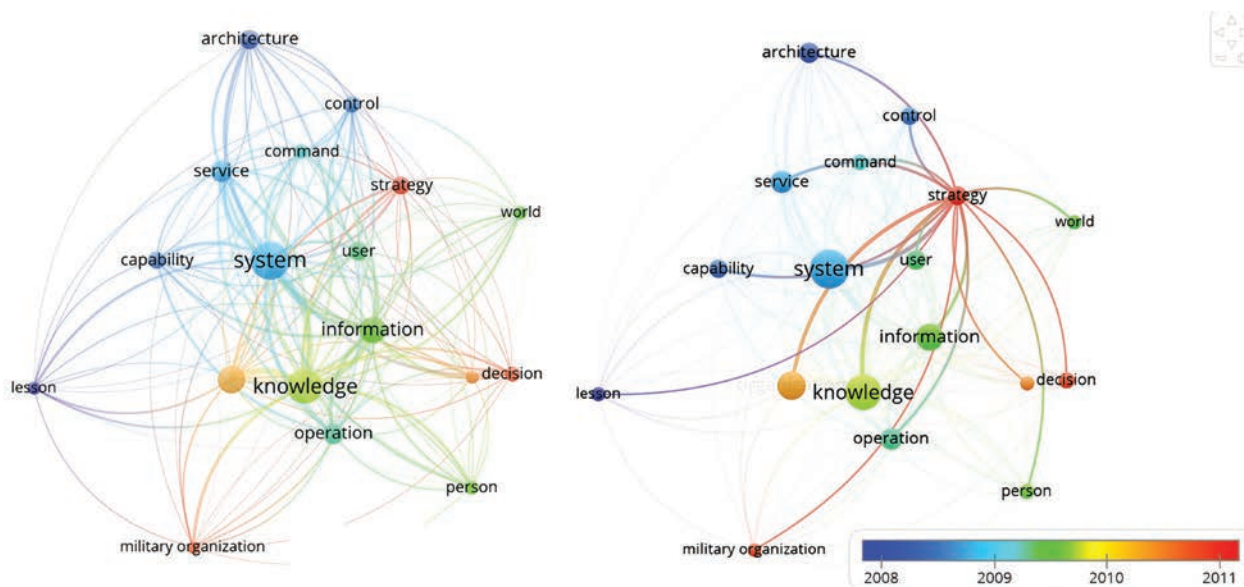 architecture
control
command
service
strategy
world
capability
system
user
information
lesson
knowledge
decision
operation
person
military organization
architecture
control
command
service
strategy
world
capability
system
user
information
lesson
knowledge
decision
operation
person
military organization
2008 2009 2010 2011